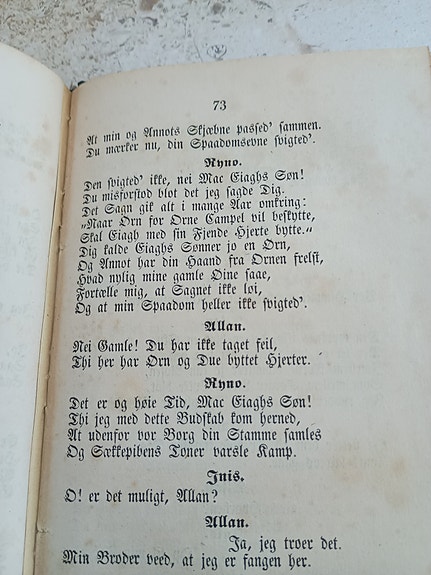 73
At min og Annots Skjæbne passed' sammen.
Du mærker nu, din Spaadomsevne svigted'.
Ryno.
Den svigted' ikke, nei Mac Eiaghs Søn!
Du misforstod blot det jeg sagde Dig.
Det Sagn gik alt i mange Aar omkring:
„Naar Ørn for Ørne Campel vil beskytte,
Skal Eiagh med sin Fjende Hjerte bytte.“
Dig kalde Eiaghs Sønner jo en Ørn,
Og Annot har din Haand fra Ørnen frelst,
Hvad nylig mine gamle Øine saae,
Fortælle mig, at Sagnet ikke løi,
Og at min Spaadom heller ikke svigted'.
Allan.
Nei Gamle! Du har ikke taget feil,
Thi her har Ørn og Due byttet Hjerter.
Ryno.
Det er og høie Tid, Mac Eiaghs Søn!
Thi jeg med dette Budskab kom herned,
At udenfor vor Borg din Stamme samles
Og Sækkepibens Toner varsle Kamp.
Inis.
O! er det muligt, Allan?
Allan.
Ja, jeg troer det.
Min Broder veed, at jeg er fangen her.